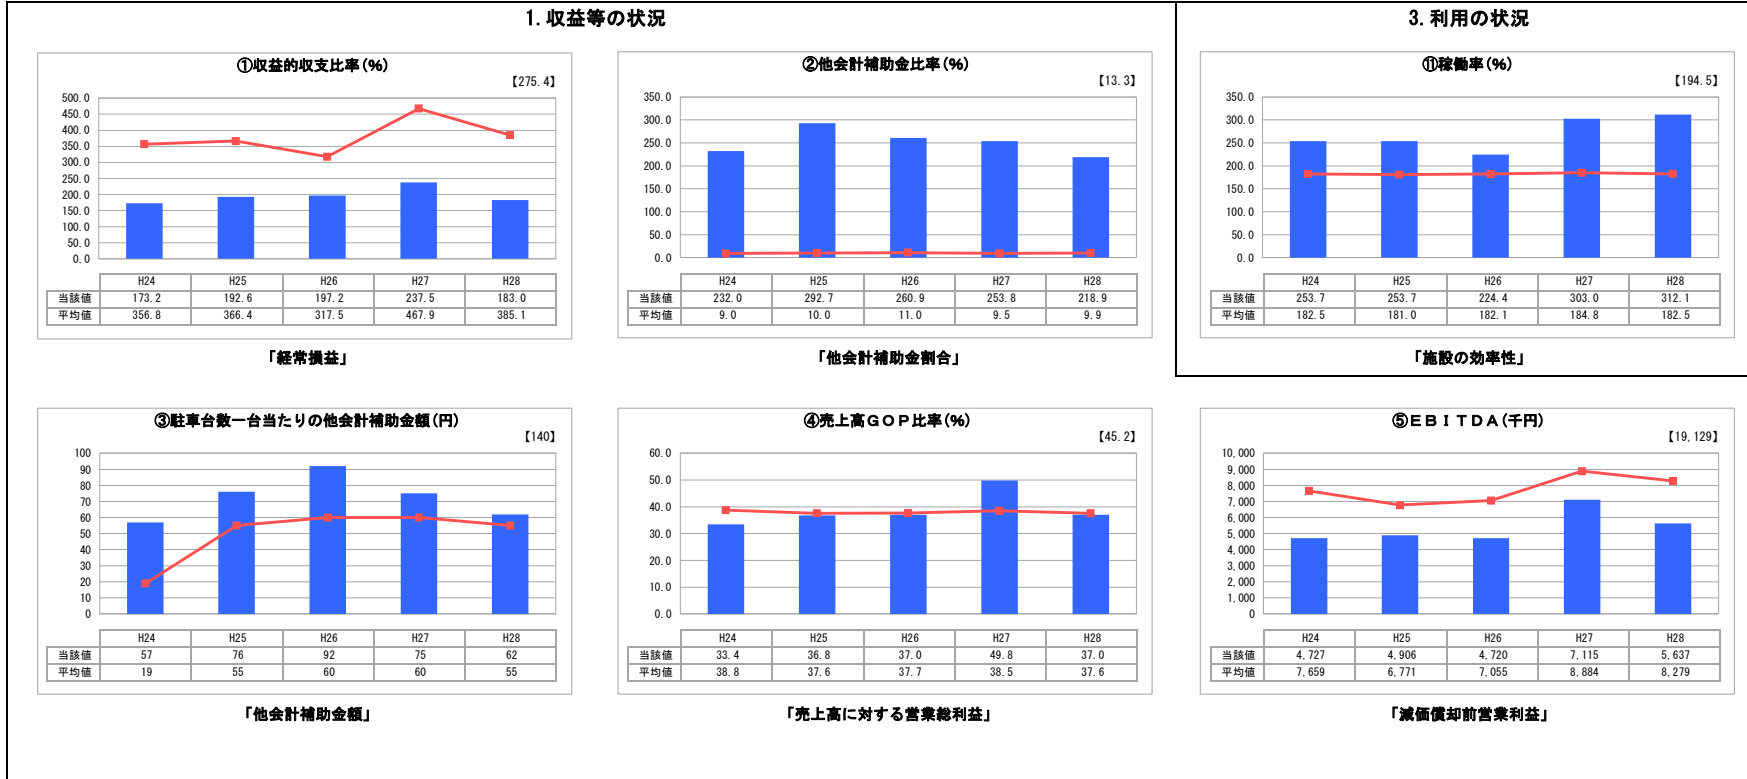 1. 収益等の状況
3. 利用の状況
①収益的収支比率(%)
【275.4】
500.0
450.0
400.0
350.0
300.0
250.0
200.0
150.0
100.0
50.0
0.0
H24 H25 H26 H27 H28
当該値 173.2 192.6 197.2 237.5 183.0
平均値 356.8 366.4 317.5 467.9 385.1
「経常損益」
②他会計補助金比率(%)
【13.3】
350.0
300.0
250.0
200.0
150.0
100.0
50.0
0.0
H24 H25 H26 H27 H28
当該値 232.0 292.7 260.9 253.8 218.9
平均値 9.0 10.0 11.0 9.5 9.9
「他会計補助金割合」
⑪稼働率(%)
【194.5】
350.0
300.0
250.0
200.0
150.0
100.0
50.0
0.0
H24 H25 H26 H27 H28
当該値 253.7 253.7 224.4 303.0 312.1
平均値 182.5 181.0 182.1 184.8 182.5
「施設の効率性」
③駐車台数一台当たりの他会計補助金額(円)
【140】
100
90
80
70
60
50
40
30
20
10
0
H24 H25 H26 H27 H28
当該値 57 76 92 75 62
平均値 19 55 60 60 55
「他会計補助金額」
④売上高GOP比率(%)
【45.2】
60.0
50.0
40.0
30.0
20.0
10.0
0.0
H24 H25 H26 H27 H28
当該値 33.4 36.8 37.0 49.8 37.0
平均値 38.8 37.6 37.7 38.5 37.6
「売上高に対する営業総利益」
⑤EBITDA(千円)
【19,129】
10,000
9,000
8,000
7,000
6,000
5,000
4,000
3,000
2,000
1,000
0
H24 H25 H26 H27 H28
当該値 4,727 4,906 4,720 7,115 5,637
平均値 7,659 6,771 7,055 8,884 8,279
「減価償却前営業利益」